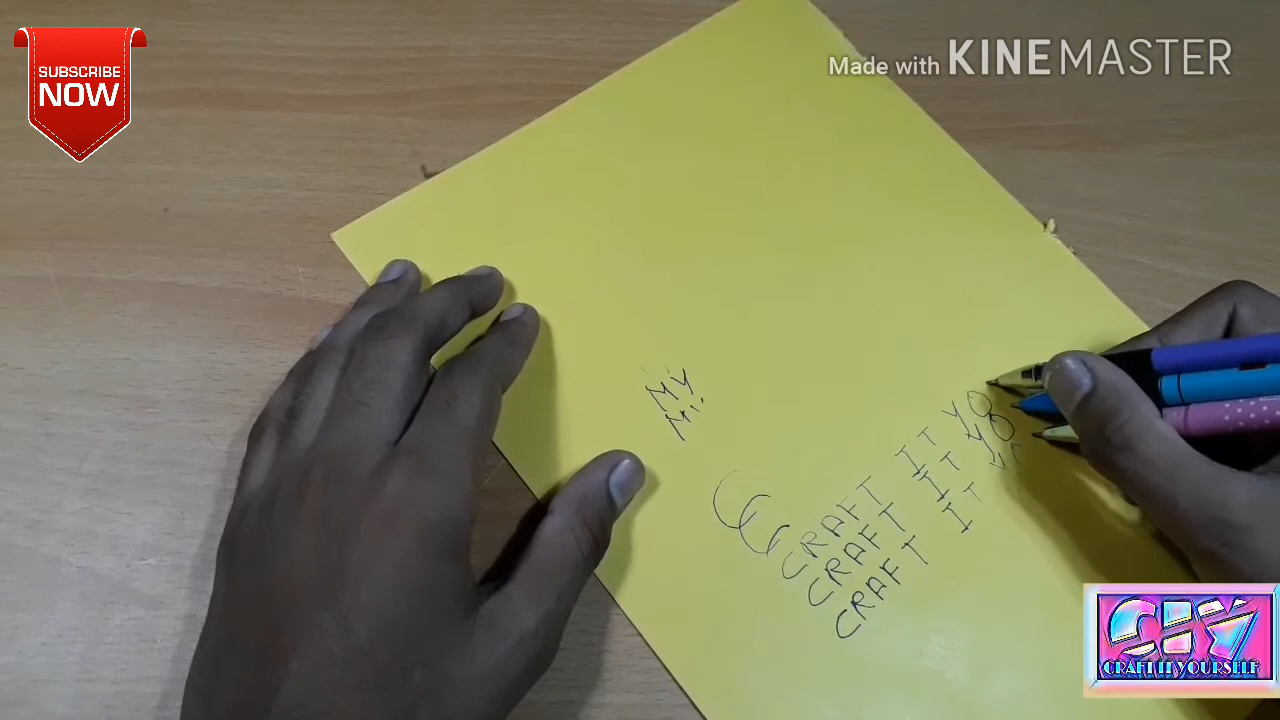 SUBSCRIBE
NOW
Made with KINEMASTER
MY
CRAFT IT YO
CRAFT IT YO
CRAFT IT
CIY
CRAFT IT YOURSELF